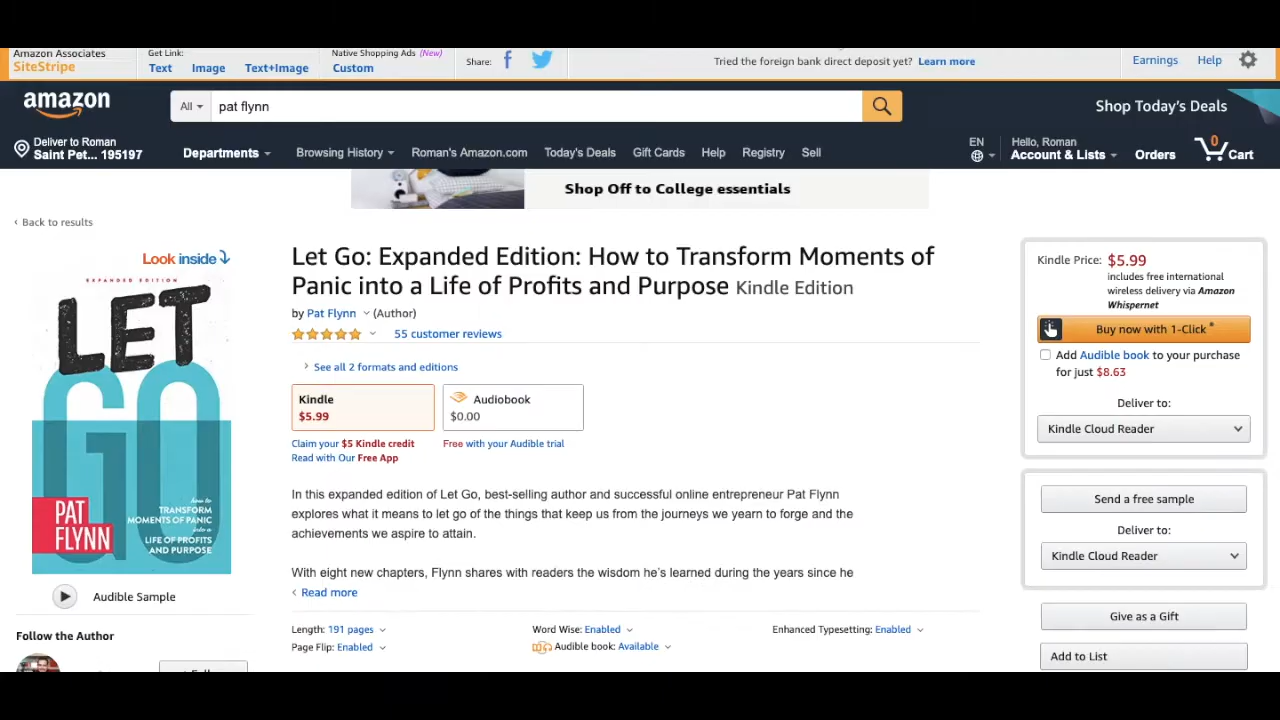 Amazon Associates
SiteStripe
Get Link:
Text Image Text+Image
Native Shopping Ads (New)
Custom
Share:
Tried the foreign bank direct deposit yet? Learn more
Earnings Help
amazon
All
pat flynn
Shop Today's Deals
Deliver to Roman
Saint Pet... 195197
Departments
Browsing History
Roman's Amazon.com
Today's Deals
Gift Cards
Help
Registry
Sell
EN
Hello, Roman
Account & Lists
Orders
0
Cart
Shop Off to College essentials
‹ Back to results
Look inside
EXPANDED EDITION
LET
GO
PAT
FLYNN
how to
TRANSFORM
MOMENTS OF PANIC
into a
LIFE OF PROFITS
AND PURPOSE
Audible Sample
Follow the Author
Let Go: Expanded Edition: How to Transform Moments of
Panic into a Life of Profits and Purpose Kindle Edition
by Pat Flynn (Author)
55 customer reviews
› See all 2 formats and editions
Kindle
$5.99
Audiobook
$0.00
Claim your $5 Kindle credit
Read with Our Free App
Free with your Audible trial
In this expanded edition of Let Go, best-selling author and successful online entrepreneur Pat Flynn
explores what it means to let go of the things that keep us from the journeys we yearn to forge and the
achievements we aspire to attain.
With eight new chapters, Flynn shares with readers the wisdom he's learned during the years since he
‹ Read more
Length: 191 pages
Word Wise: Enabled
Enhanced Typesetting: Enabled
Page Flip: Enabled
Audible book: Available
Kindle Price: $5.99
includes free international
wireless delivery via Amazon
Whispernet
Buy now with 1-Click ®
Add Audible book to your purchase
for just $8.63
Deliver to:
Kindle Cloud Reader
Send a free sample
Deliver to:
Kindle Cloud Reader
Give as a Gift
Add to List